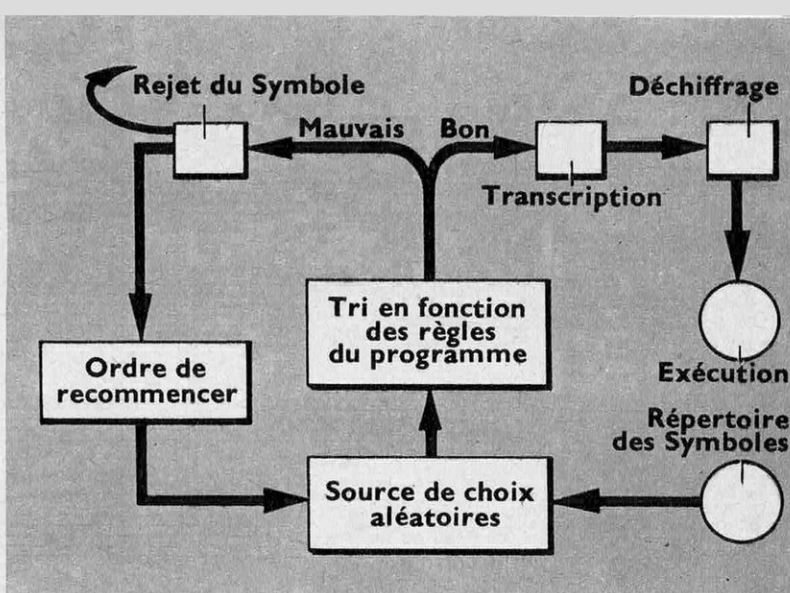 Rejet du Symbole
Déchiffrage
Mauvais
Bon
Transcription
Tri en fonction
des règles
du programme
Ordre de
recommencer
Exécution
Répertoire
des Symboles
Source de choix
aléatoires